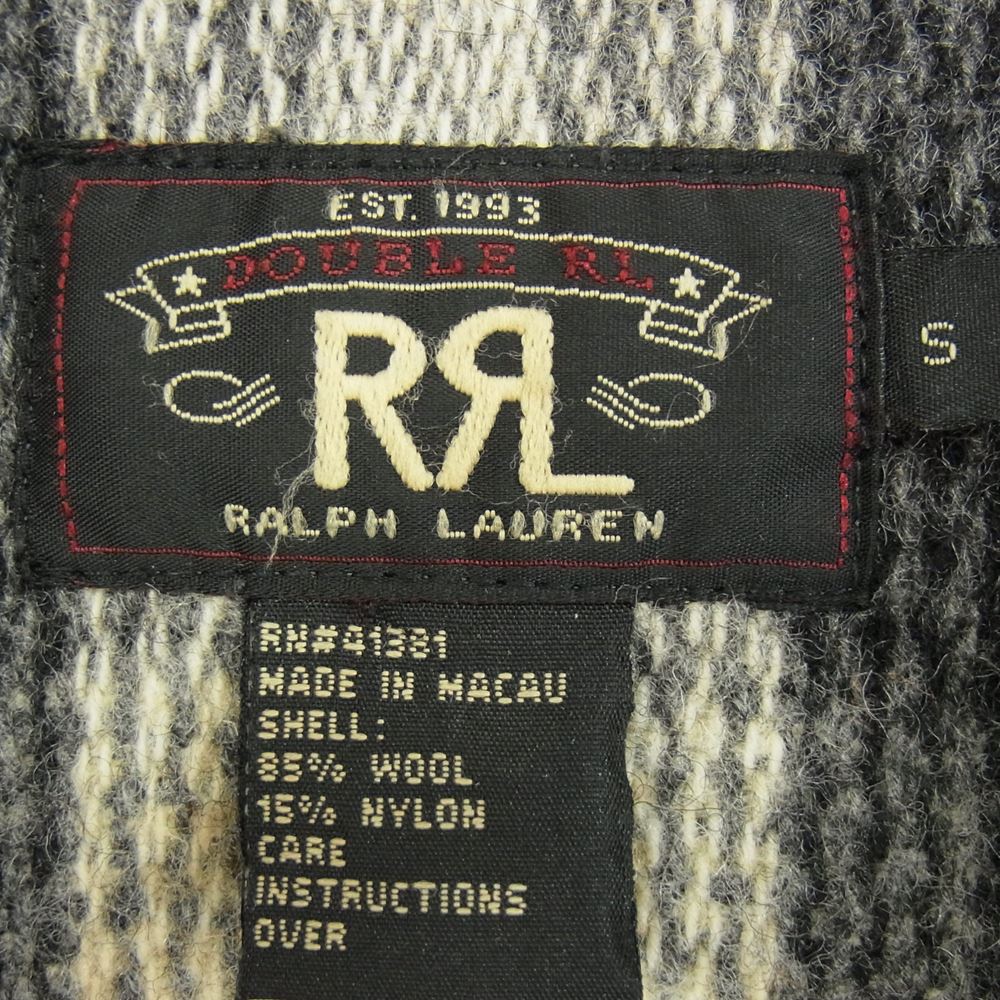 EST. 1993
DOUBLE RL
RRL
RALPH LAUREN
S
RN#41381
MADE IN MACAU
SHELL:
85% WOOL
15% NYLON
CARE
INSTRUCTIONS
OVER